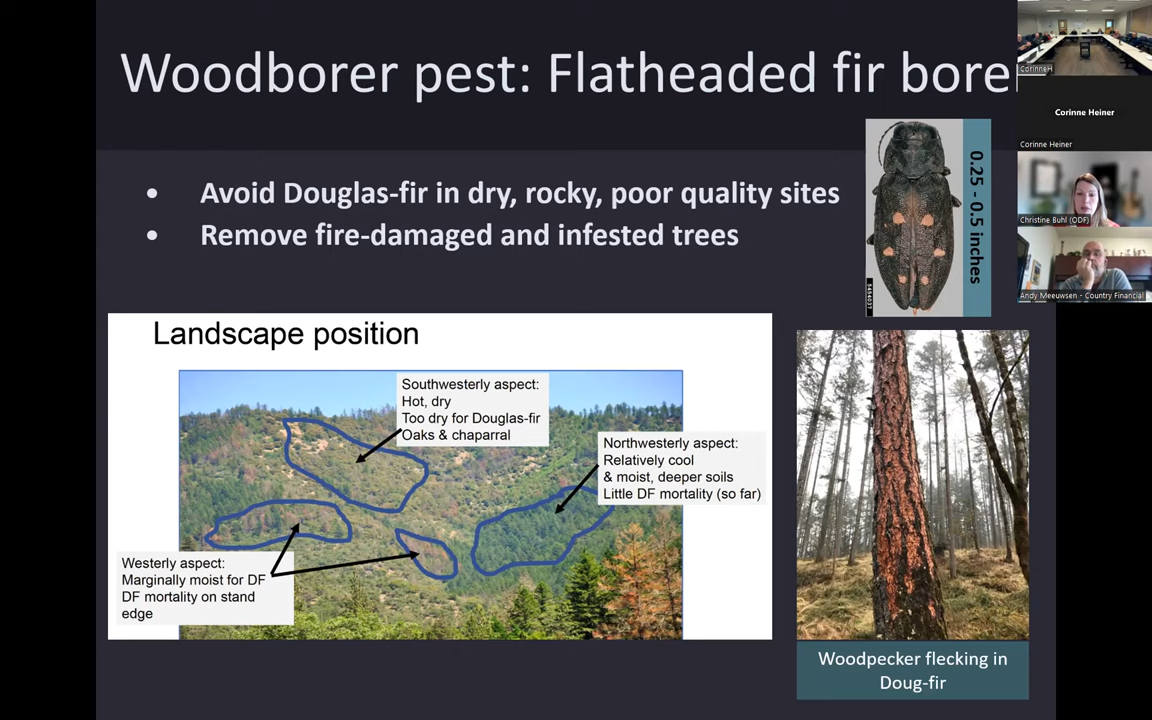 Woodborer pest: Flatheaded fir bore
• Avoid Douglas-fir in dry, rocky, poor quality sites
• Remove fire-damaged and infested trees
0.25 - 0.5 inches
CorinneH
Corinne Heiner
Corinne Heiner
Christine Buhl (ODF)
Andy Meeuwsen - Country Financial
Landscape position
Southwesterly aspect:
Hot, dry
Too dry for Douglas-fir
Oaks & chaparral
Northwesterly aspect:
Relatively cool
& moist, deeper soils
Little DF mortality (so far)
Westerly aspect:
Marginally moist for DF
DF mortality on stand
edge
Woodpecker flecking in
Doug-fir